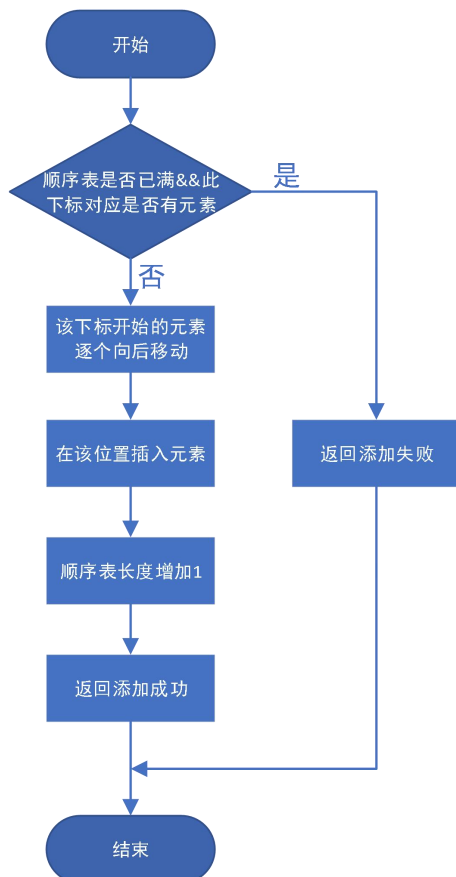 开始
顺序表是否已满&&此
下标对应是否有元素
是
否
该下标开始的元素
逐个向后移动
在该位置插入元素
返回添加失败
顺序表长度增加1
返回添加成功
结束